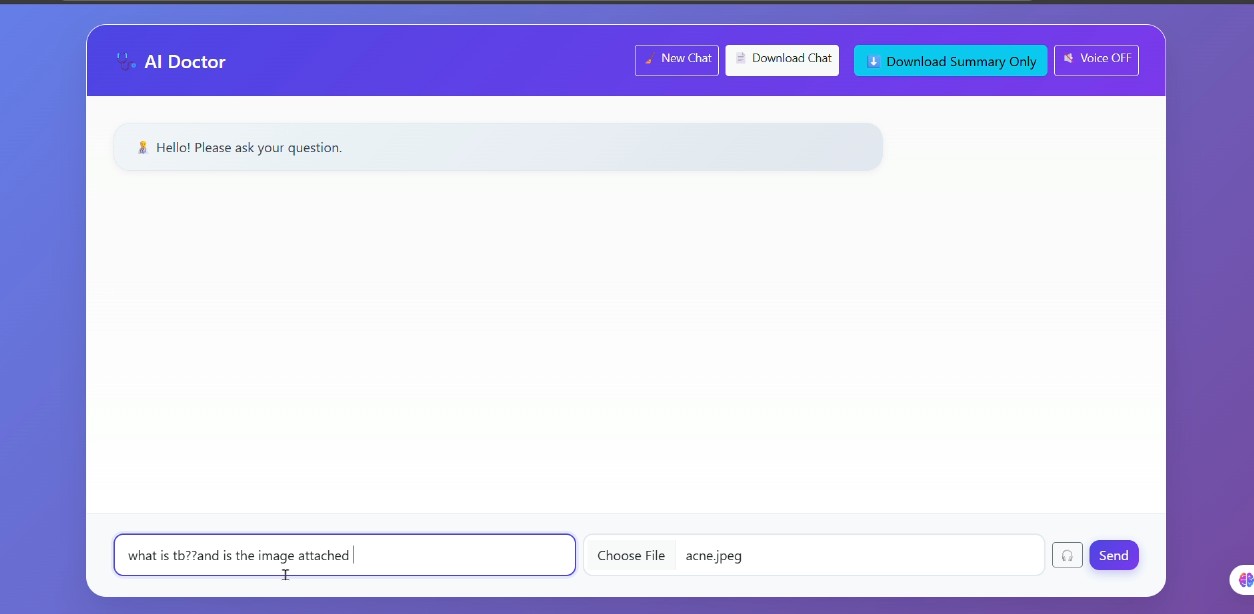 AI Doctor
New Chat
Download Chat
Download Summary Only
Voice OFF
Hello! Please ask your question.
what is tb??and is the image attached
Choose File
acne.jpeg
Send